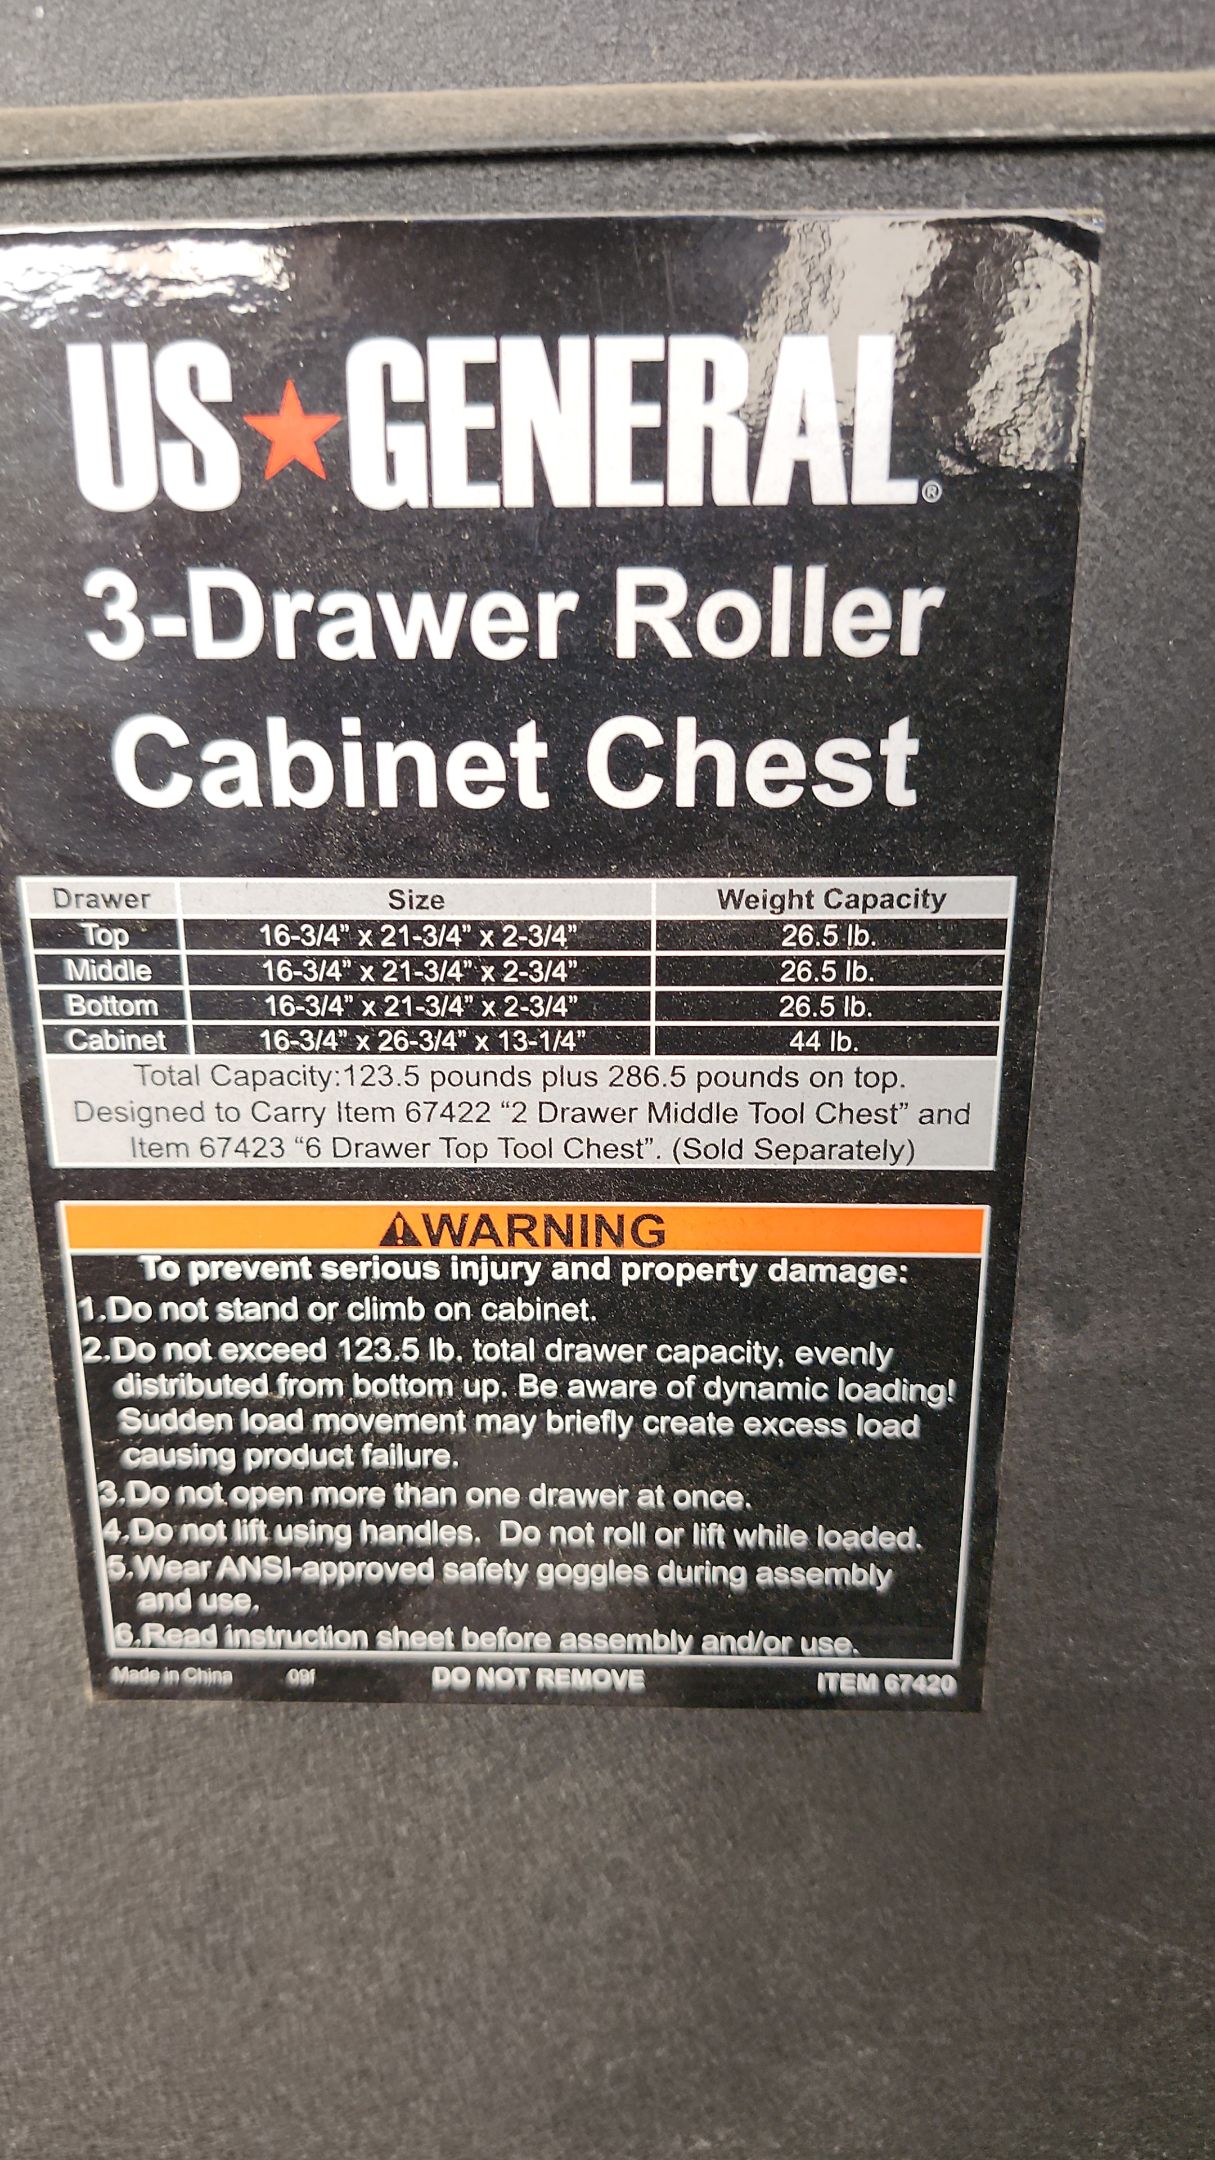 US★GENERAL®
3-Drawer Roller
Cabinet Chest
Drawer Size Weight Capacity
Top 16-3/4" x 21-3/4" x 2-3/4" 26.5 lb.
Middle 16-3/4" x 21-3/4" x 2-3/4" 26.5 lb.
Bottom 16-3/4" x 21-3/4" x 2-3/4" 26.5 lb.
Cabinet 16-3/4" x 26-3/4" x 13-1/4" 44 lb.
Total Capacity:123.5 pounds plus 286.5 pounds on top.
Designed to Carry Item 67422 “2 Drawer Middle Tool Chest” and
Item 67423 “6 Drawer Top Tool Chest”. (Sold Separately)
⚠WARNING
To prevent serious injury and property damage:
1.Do not stand or climb on cabinet.
2.Do not exceed 123.5 lb. total drawer capacity, evenly
distributed from bottom up. Be aware of dynamic loading!
Sudden load movement may briefly create excess load
causing product failure.
3.Do not open more than one drawer at once.
4.Do not lift using handles. Do not roll or lift while loaded.
5.Wear ANSI-approved safety goggles during assembly
and use.
6.Read instruction sheet before assembly and/or use.
Made in China 09f DO NOT REMOVE ITEM 67420